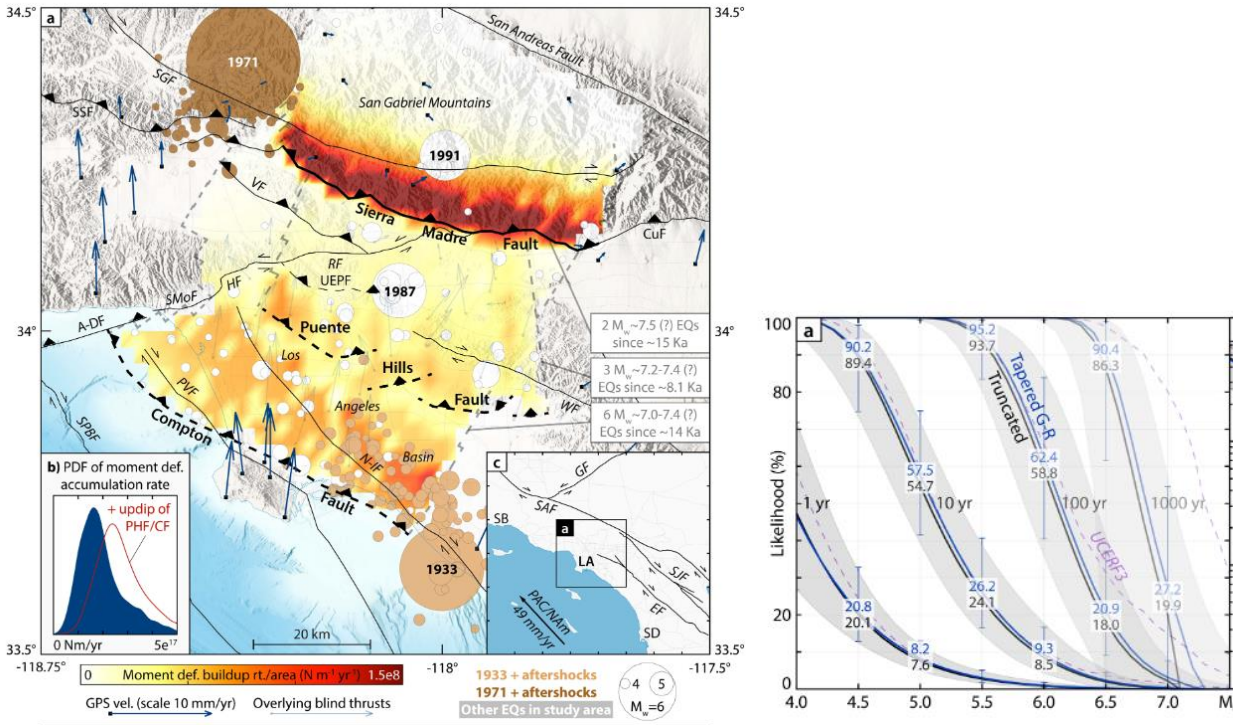 a
34.5°
34.5°
1971
San Andreas Fault
SGF
San Gabriel Mountains
SSF
1991
VF
Sierra
Madre
Fault
CuF
RF
UEPF
HF
1987
SMoF
A-DF
34°
34°
Puente
Hills
Fault
Los
Angeles
Basin
PVF
Compton
Fault
SPBF
N-IF
WF
2 Mw~7.5 (?) EQs
since ~15 Ka
3 Mw~7.2-7.4 (?)
EQs since ~8.1 Ka
6 Mw~7.0-7.4 (?)
EQs since ~14 Ka
b) PDF of moment def.
accumulation rate
+ updip of
PHF/CF
0 Nm/yr
5e¹⁷
1933
20 km
c
GF
SAF
SB
a
LA
SJF
EF
SD
PAC/NAm
49 mm/yr
33.5°
33.5°
-118.75°
-118°
-117.5°
0 Moment def. buildup rt./area (N m⁻¹ yr⁻¹) 1.5e8
GPS vel. (scale 10 mm/yr)
Overlying blind thrusts
1933 + aftershocks
1971 + aftershocks
Other EQs in study area
4 5
Mw=6
a
Likelihood (%)
100
80
60
40
20
0
90.2
89.4
95.2
93.7
90.4
86.3
Tapered G-R
Truncated
57.5
54.7
62.4
58.8
1 yr
10 yr
100 yr
1000 yr
UCERF3
20.8
20.1
26.2
24.1
20.9
18.0
27.2
19.9
8.2
7.6
9.3
8.5
4.0 4.5 5.0 5.5 6.0 6.5 7.0 M